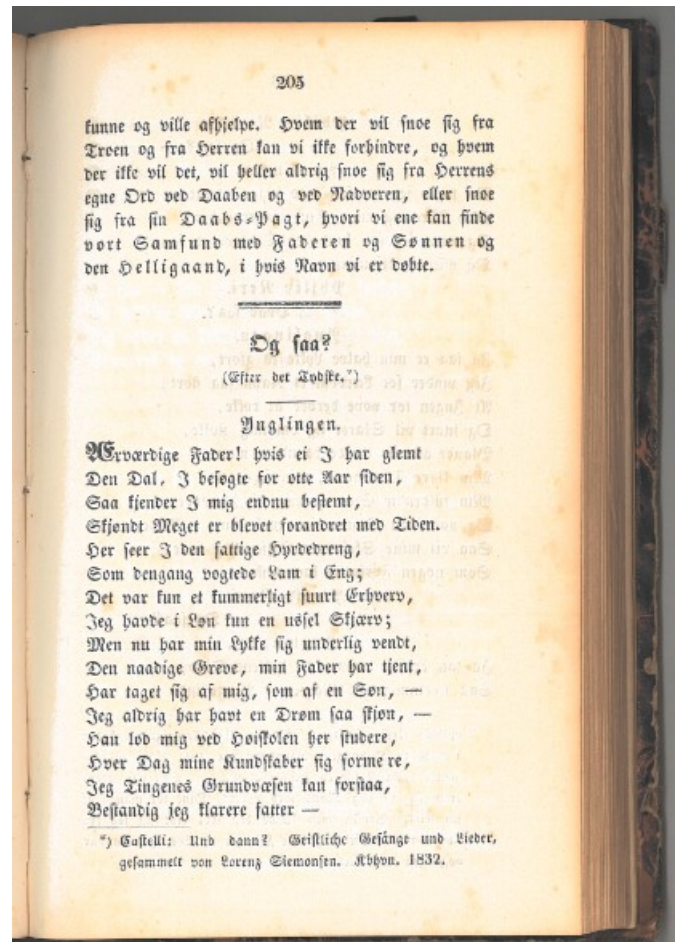 205
kunne og ville afhjelpe. Hvem der vil snoe sig fra
Troen og fra Herren kan vi ikke forhindre, og hvem
der ikke vil det, vil heller aldrig snoe sig fra Herrens
egne Ord ved Daaben og ved Nadveren, eller snoe
sig fra sin Daabs-Pagt, hvori vi ene kan finde
vort Samfund med Faderen og Sønnen og
den Helligaand, i hvis Navn vi er døbte.
Og saa?
(Efter det Tydske.*)
Ynglingen.
Ærværdige Fader! hvis ei I har glemt
Den Dal, I besøgte for otte Aar siden,
Saa kjender I mig endnu bestemt,
Skjøndt Meget er blevet forandret med Tiden.
Her seer I den fattige Hyrdedreng,
Som dengang vogtede Lam i Eng;
Det var kun et kummerligt suurt Erhverv,
Jeg havde i Løn kun en ussel Skjærv;
Men nu har min Lykke sig underlig vendt,
Den naadige Greve, min Fader har tjent,
Har taget sig af mig, som af en Søn, —
Jeg aldrig har havt en Drøm saa skjøn, —
Han lod mig ved Høiskolen her studere,
Hver Dag mine Kundskaber sig formere,
Jeg Tingenes Grundvæsen kan forstaa,
Bestandig jeg klarere fatter —
*) Castelli: Und dann? Geistliche Gesänge und Lieder,
gesammelt von Lorenz Siemonsen. Kbhvn. 1832.